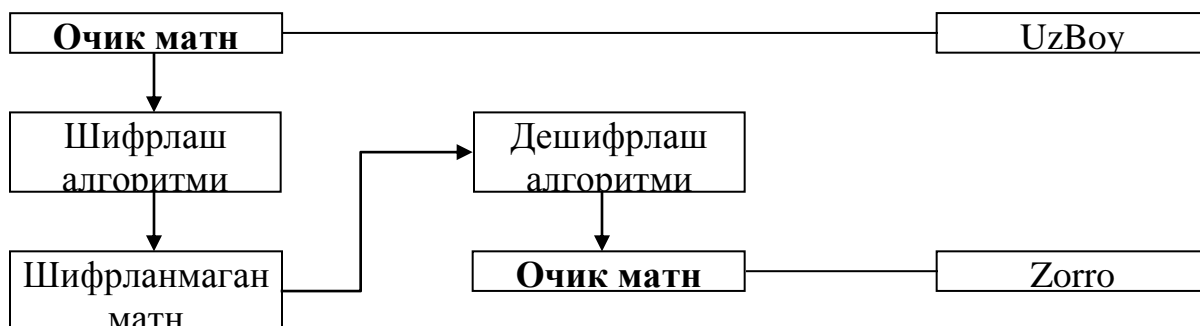 Очик матн
UzBoy
Шифрлаш
алгоритми
Дешифрлаш
алгоритми
Шифрланмаган
матн
Очик матн
Zorro